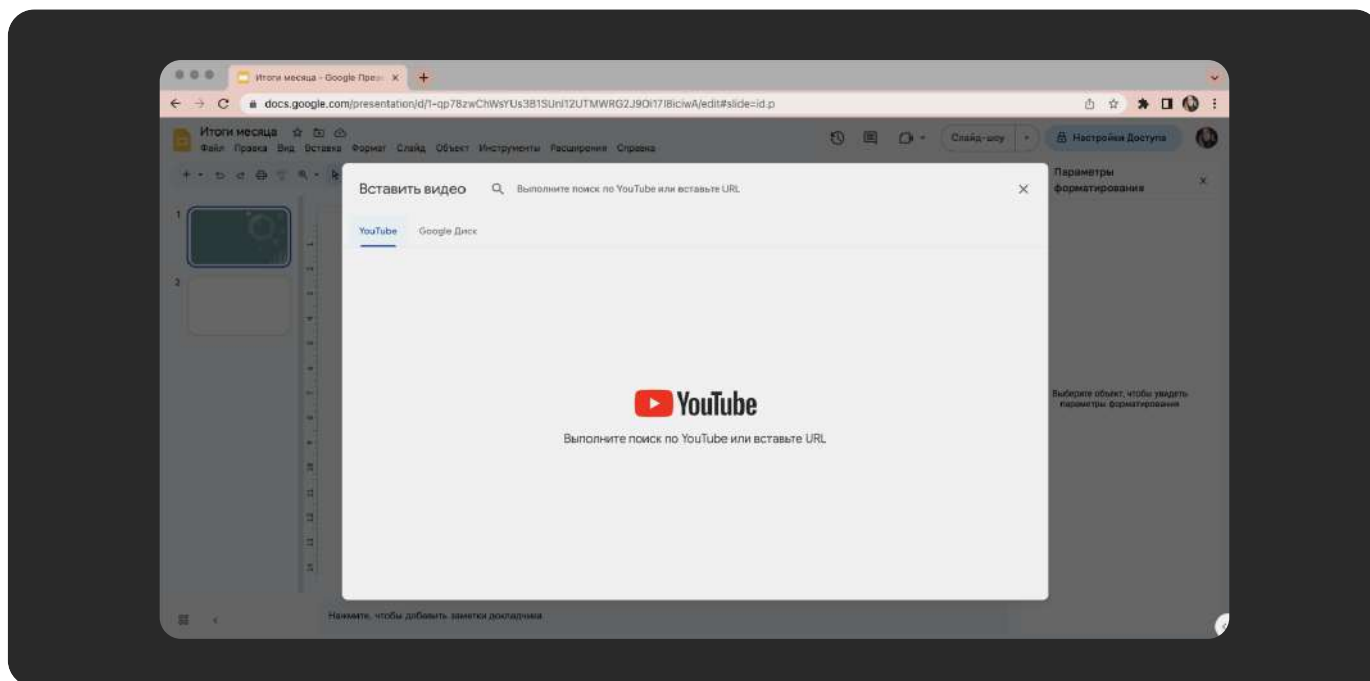 Итоги месяца - Google През
docs.google.com/presentation/d/1-qp78zwChWsYUs3B1SUnl12UTMWRG2J9Oi17I8iciwA/edit#slide=id.p
Итоги месяца
Файл Правка Вид Вставка Формат Слайд Объект Инструменты Расширения Справка
Слайд-шоу
Настройки Доступа
Вставить видео
Выполните поиск по YouTube или вставьте URL
YouTube Google Диск
Параметры
форматирования
1
2
YouTube
Выполните поиск по YouTube или вставьте URL
Выберите объект, чтобы увидеть
параметры форматирования
Нажмите, чтобы добавить заметки докладчика